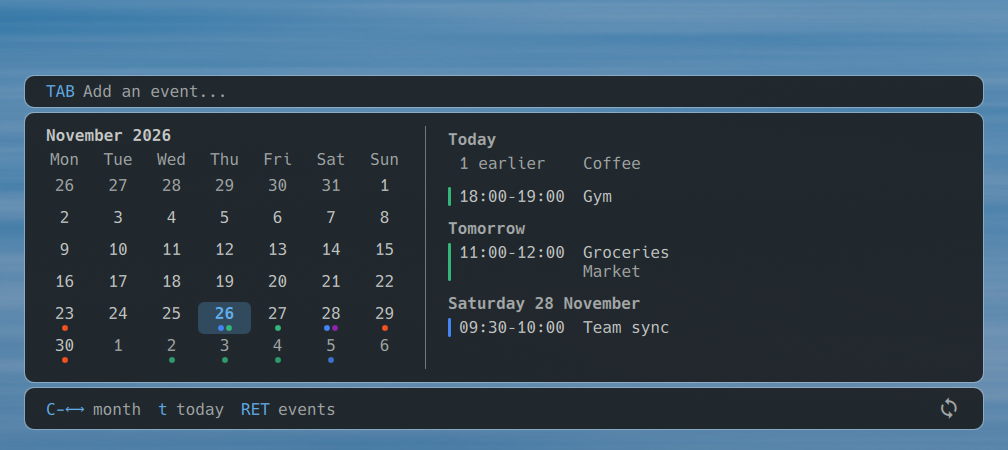 TAB Add an event...
November 2026
Mon Tue Wed Thu Fri Sat Sun
26 27 28 29 30 31 1
2 3 4 5 6 7 8
9 10 11 12 13 14 15
16 17 18 19 20 21 22
23 24 25 26 27 28 29
30 1 2 3 4 5 6
Today
1 earlier Coffee
18:00-19:00 Gym
Tomorrow
11:00-12:00 Groceries
Market
Saturday 28 November
09:30-10:00 Team sync
C-←→ month t today RET events